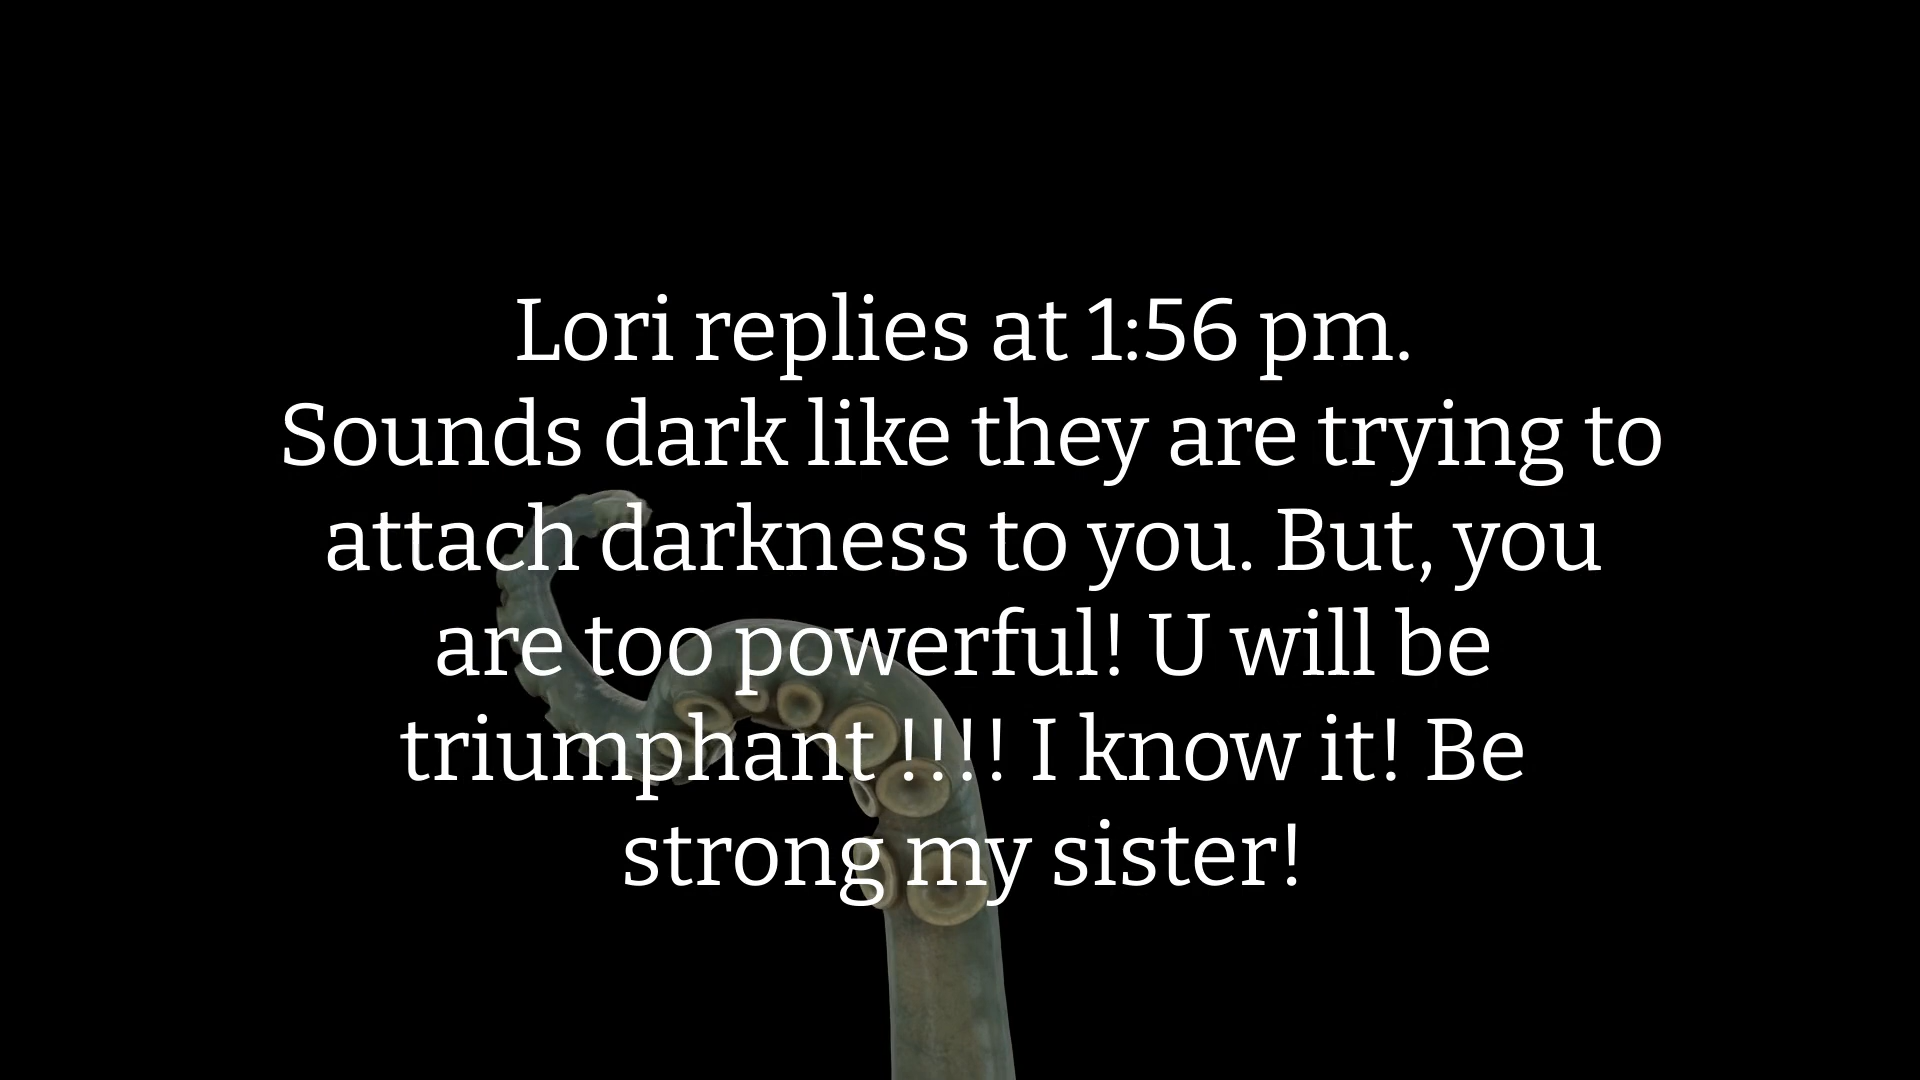 Lori replies at 1:56 pm.
Sounds dark like they are trying to
attach darkness to you. But, you
are too powerful! U will be
triumphant !!!! I know it! Be
strong my sister!